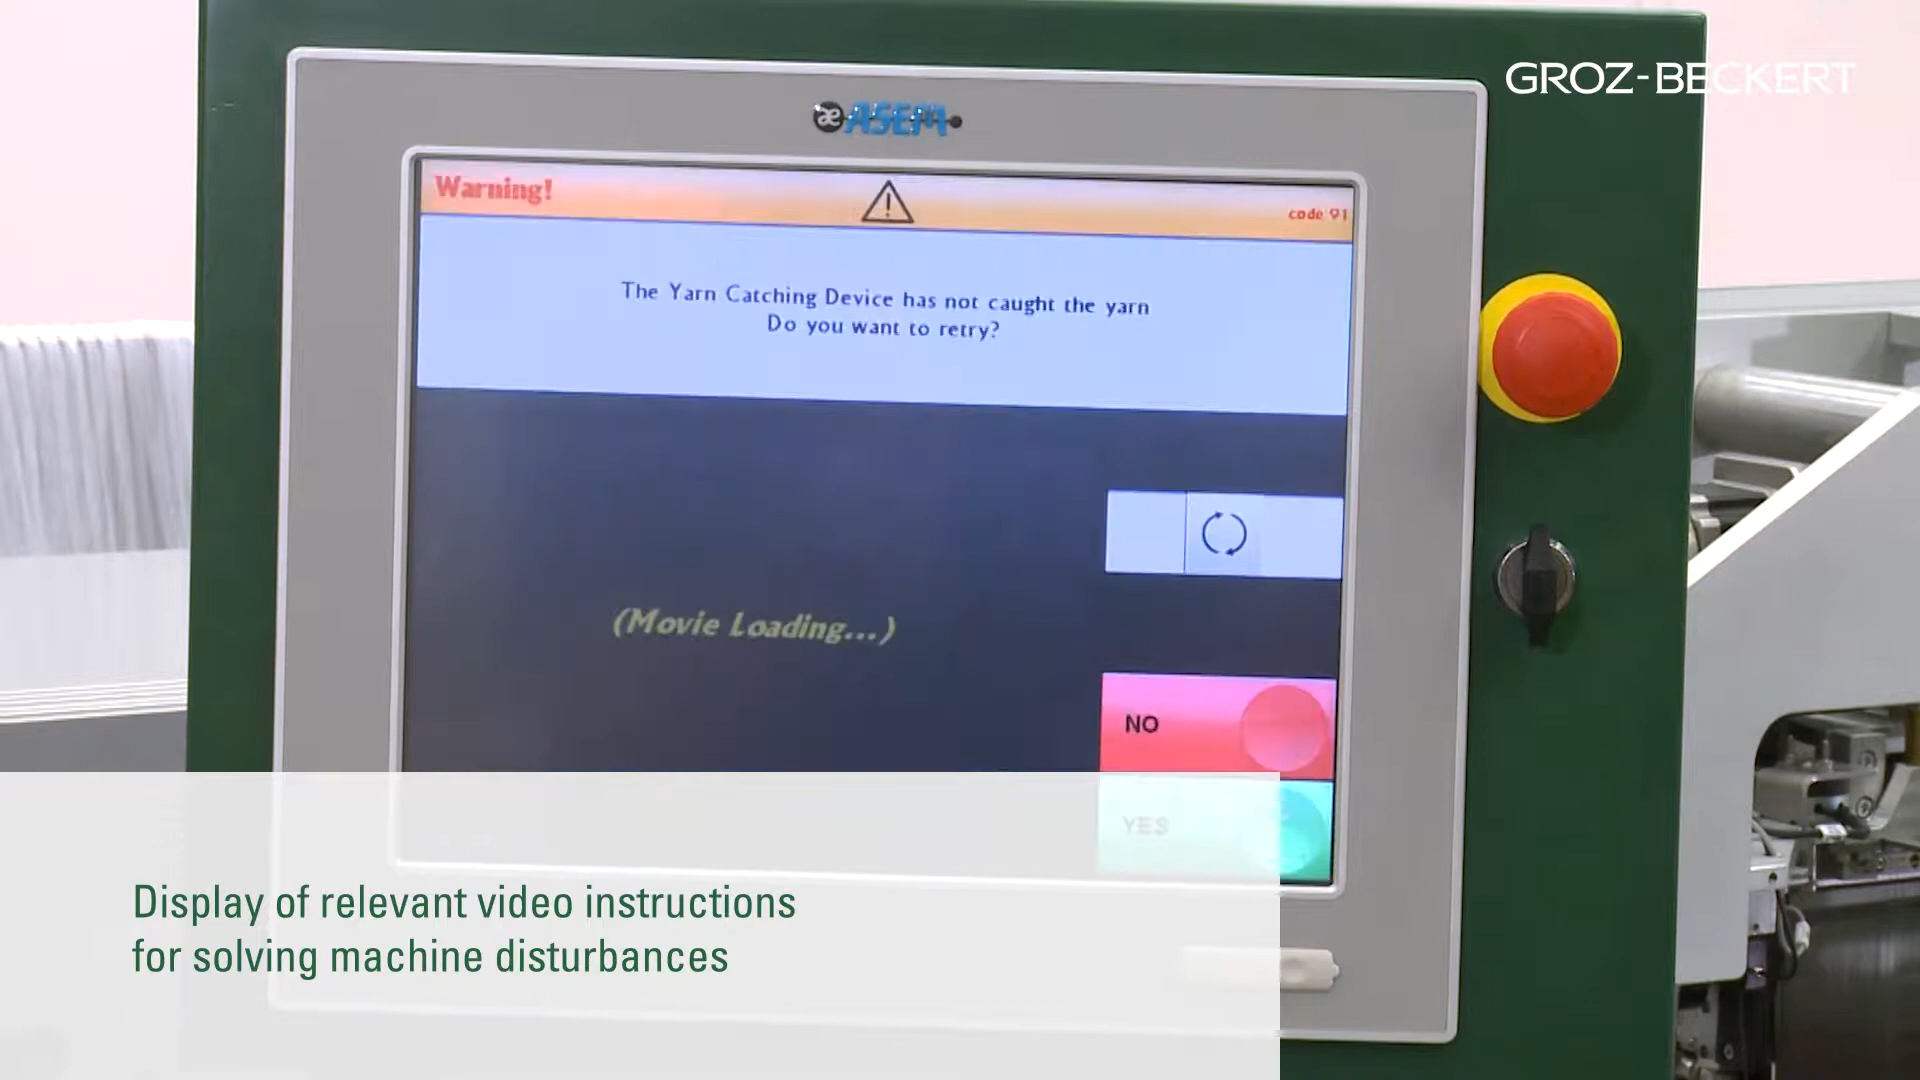 GROZ-BECKERT
æ ASEM
Warning!
code 91
The Yarn Catching Device has not caught the yarn
Do you want to retry?
(Movie Loading...)
NO
YES
Display of relevant video instructions
for solving machine disturbances